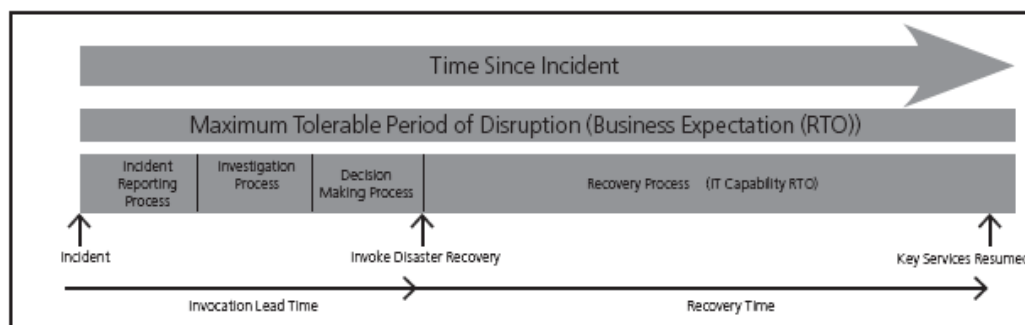 Time Since Incident
Maximum Tolerable Period of Disruption (Business Expectation (RTO))
Incident
Reporting
Process
Investigation
Process
Decision
Making Process
Recovery Process (IT Capability RTO)
Incident
Invoke Disaster Recovery
Key Services Resumed
Invocation Lead Time
Recovery Time